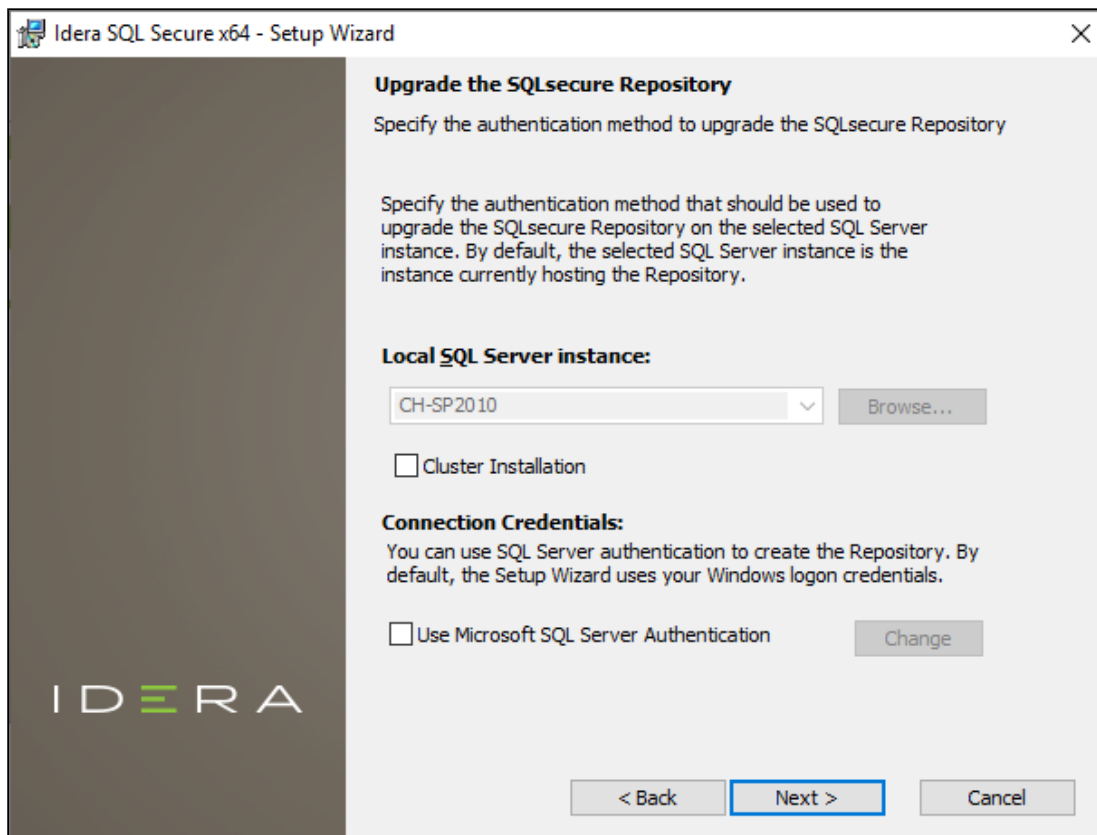 Idera SQL Secure x64 - Setup Wizard
Upgrade the SQLsecure Repository
Specify the authentication method to upgrade the SQLsecure Repository
Specify the authentication method that should be used to
upgrade the SQLsecure Repository on the selected SQL Server
instance. By default, the selected SQL Server instance is the
instance currently hosting the Repository.
Local SQL Server instance:
CH-SP2010
Browse...
Cluster Installation
Connection Credentials:
You can use SQL Server authentication to create the Repository. By
default, the Setup Wizard uses your Windows logon credentials.
Use Microsoft SQL Server Authentication
Change
IDERA
< Back
Next >
Cancel